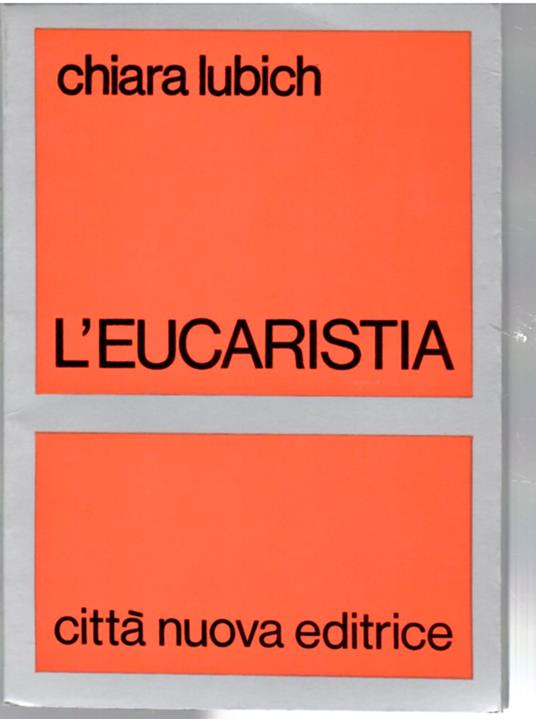 chiara lubich
L'EUCARISTIA
città nuova editrice